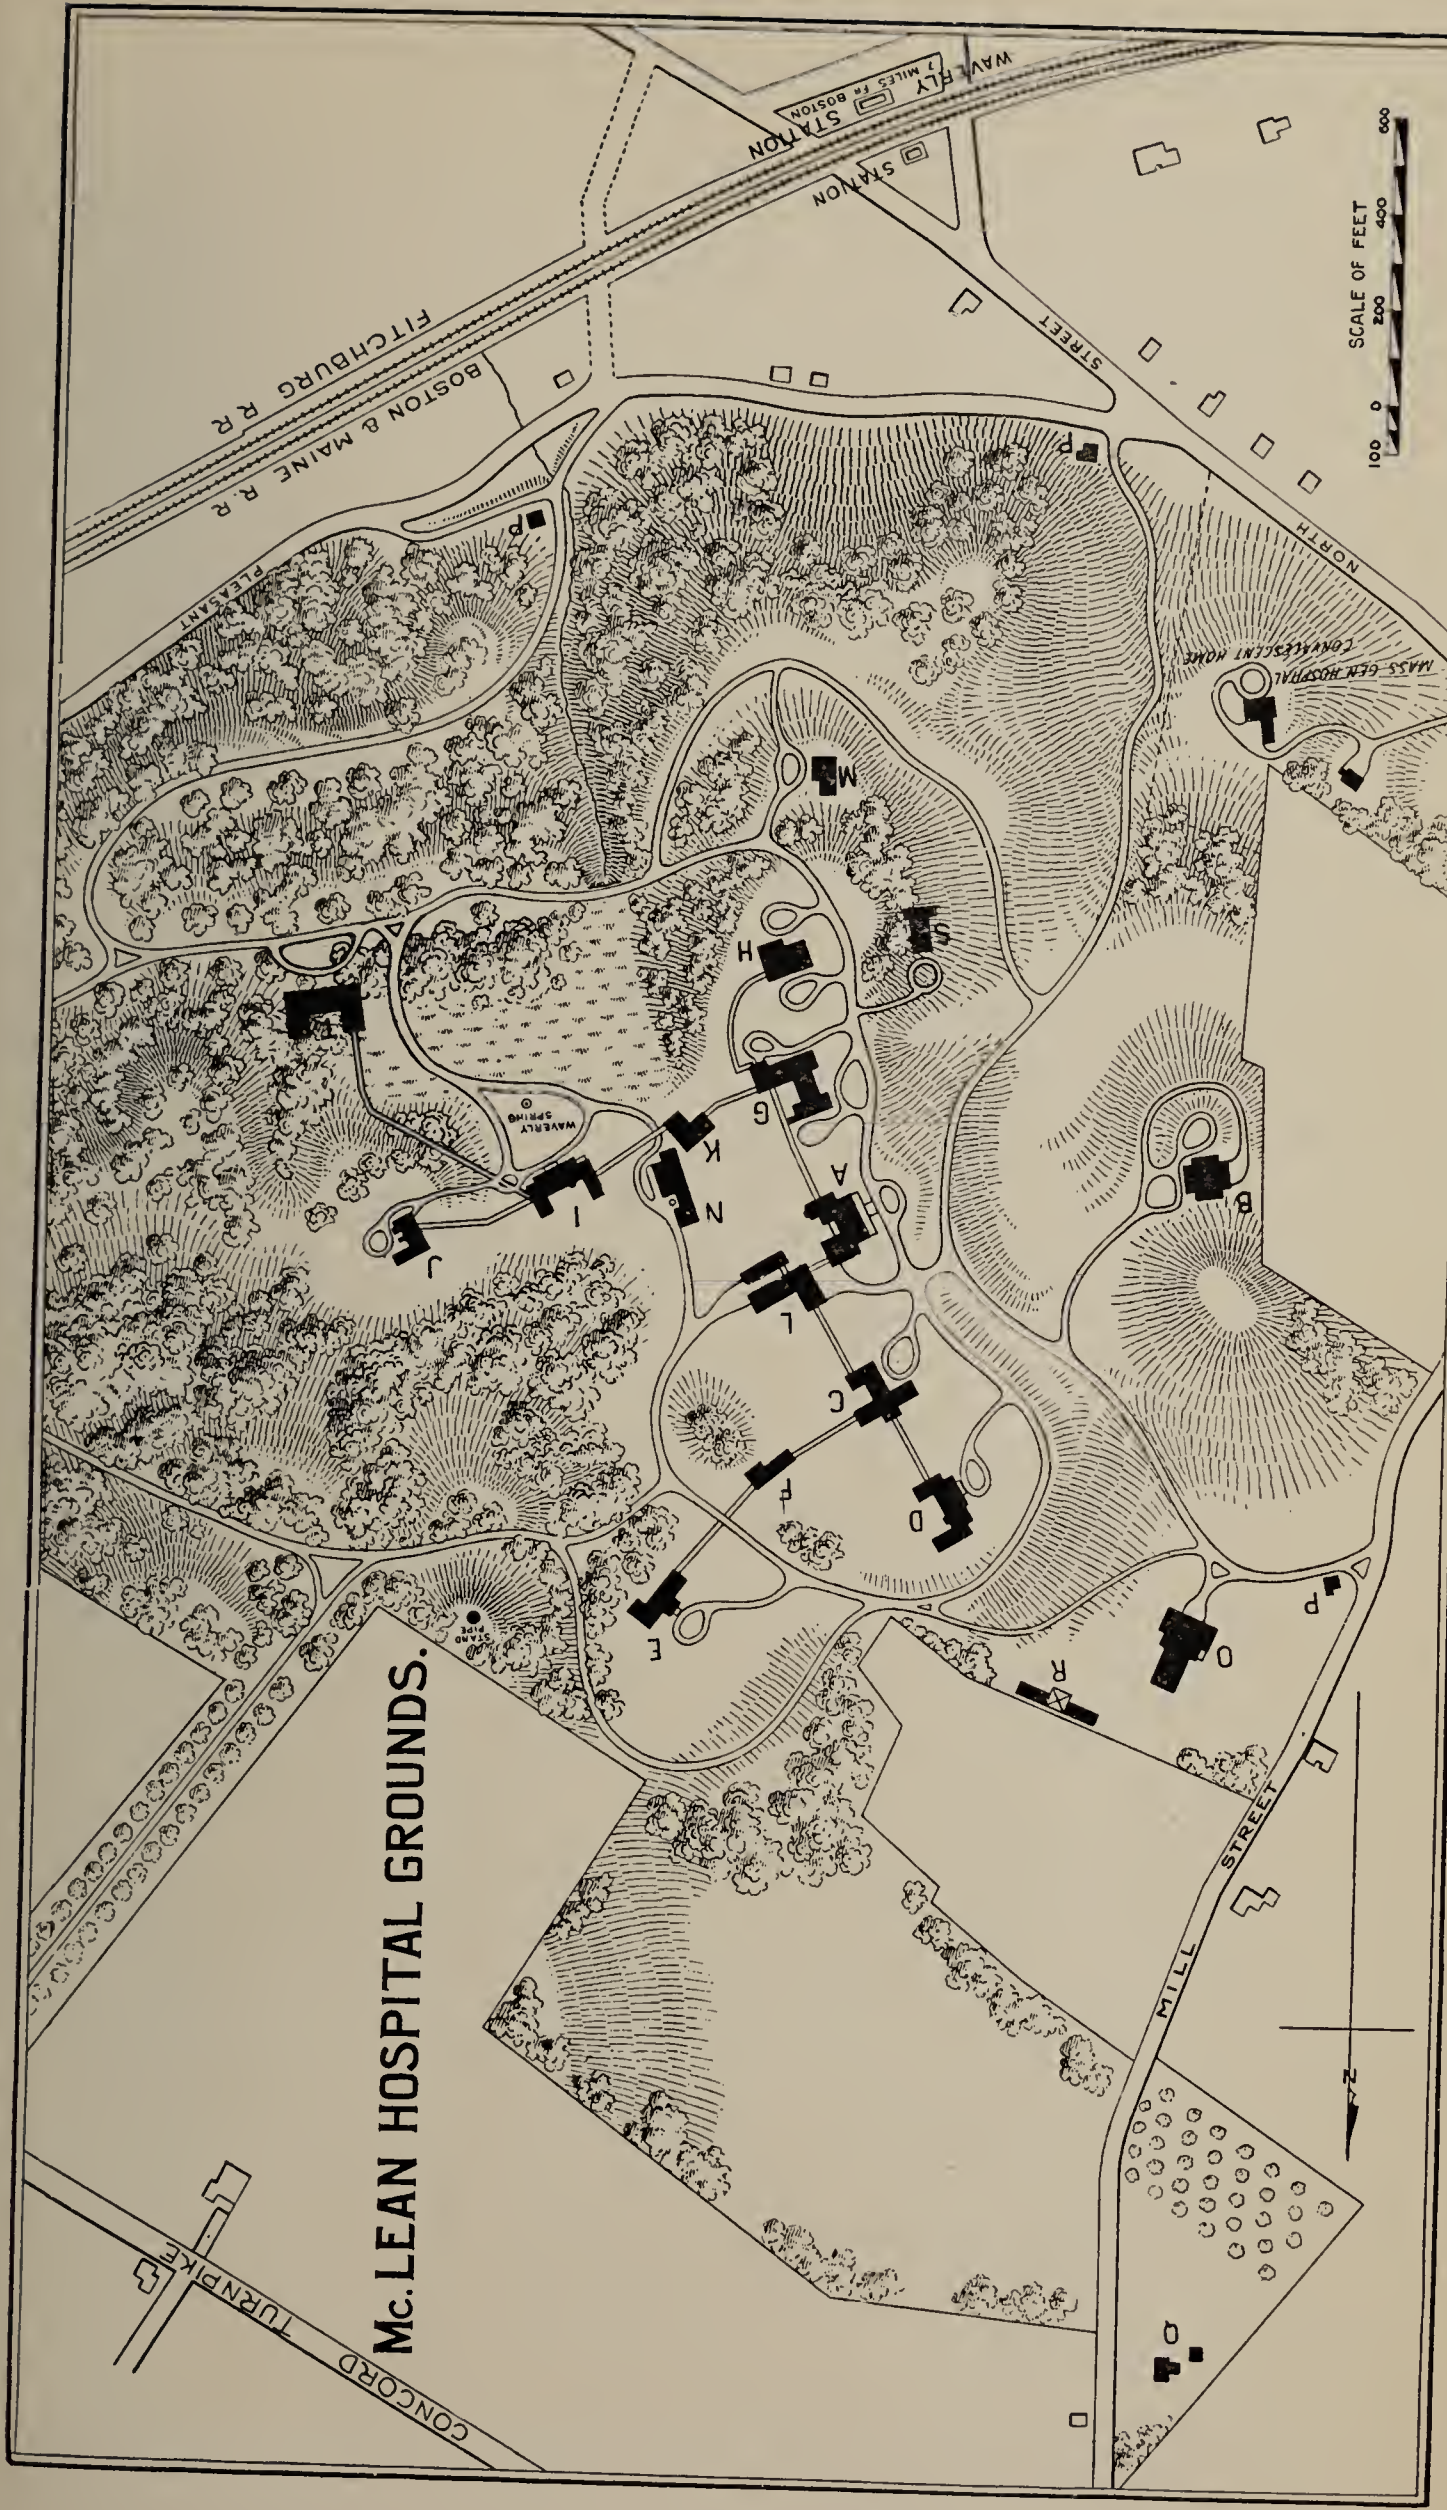 Mc. LEAN HOSPITAL GROUNDS.
SCALE OF FEET
100 0 200 400 600
FITCHBURG R R
BOSTON & MAINE R. R.
WAVERLY
7 MILES FR BOSTON
STATION
STATION
PLEASANT
STREET
NORTH
MASS GEN HOSPITAL
CONVALESCENT HOME
WAVERLY
SPRING
STAND
PIPE
MILL STREET
CONCORD TURNPIKE
N
P
P
M
S
H
G
K
N
A
I
J
L
B
C
F
D
E
R
O
P
Q